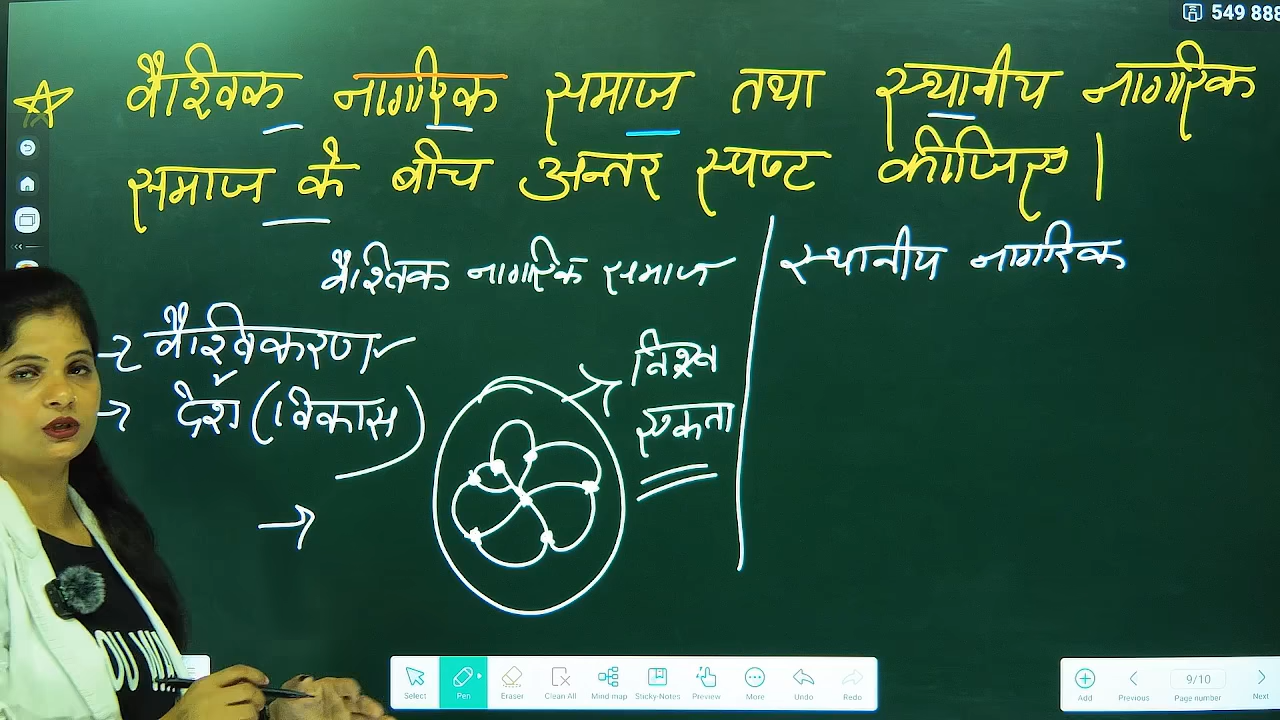 549 888
वैश्विक नागरिक समाज तथा स्थानीय नागरिक
समाज के बीच अन्तर स्पष्ट कीजिए।
वैश्विक नागरिक समाज
स्थानीय नागरिक
→ वैश्विकरण
→ देश (विकास)
→
विश्व
एकता
YOU
Select
Pen
Eraser
Clean All
Mind map
Sticky-Notes
Preview
More
Undo
Redo
Add
Previous
9/10
Page number
Next